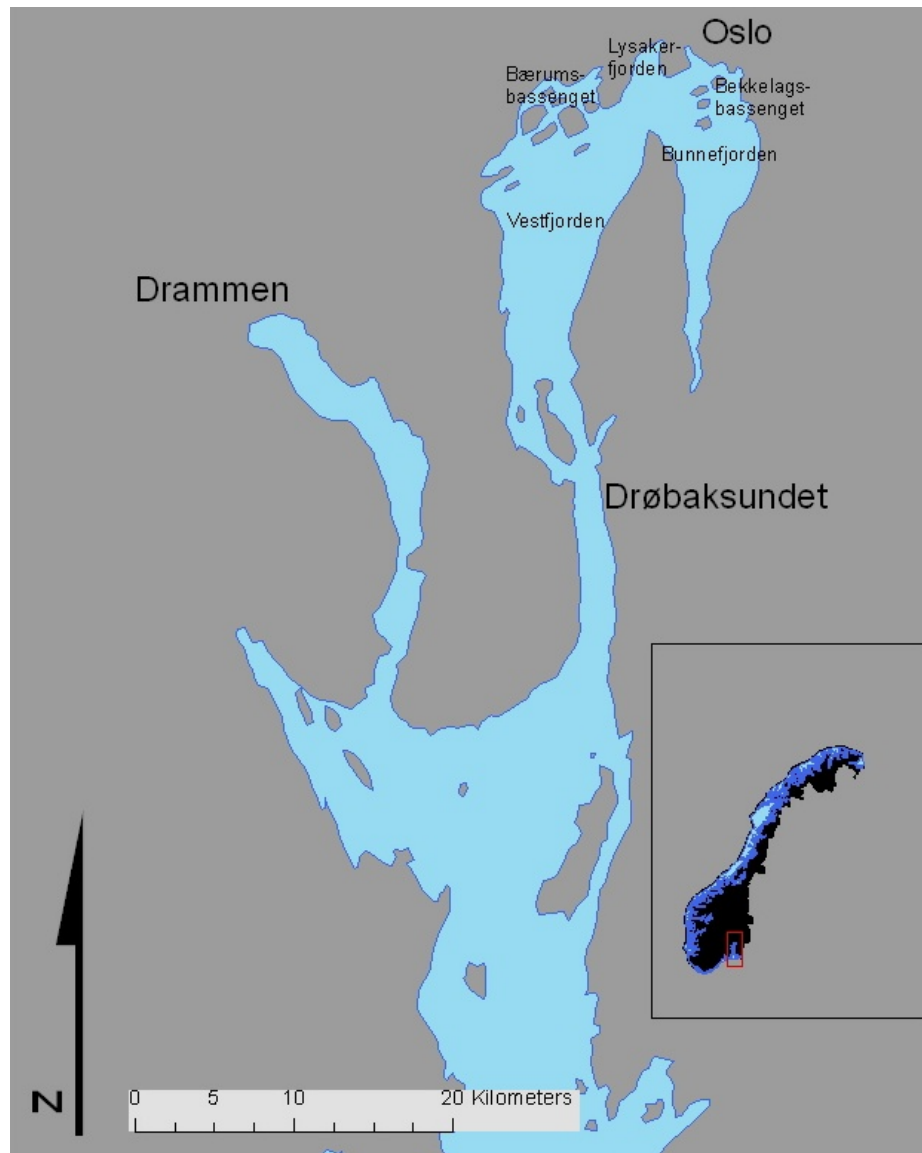 Oslo
Lysaker-
fjorden
Bærums-
bassenget
Bekkelags-
bassenget
Bunnefjorden
Vestfjorden
Drammen
Drøbaksundet
N
0 5 10 20 Kilometers